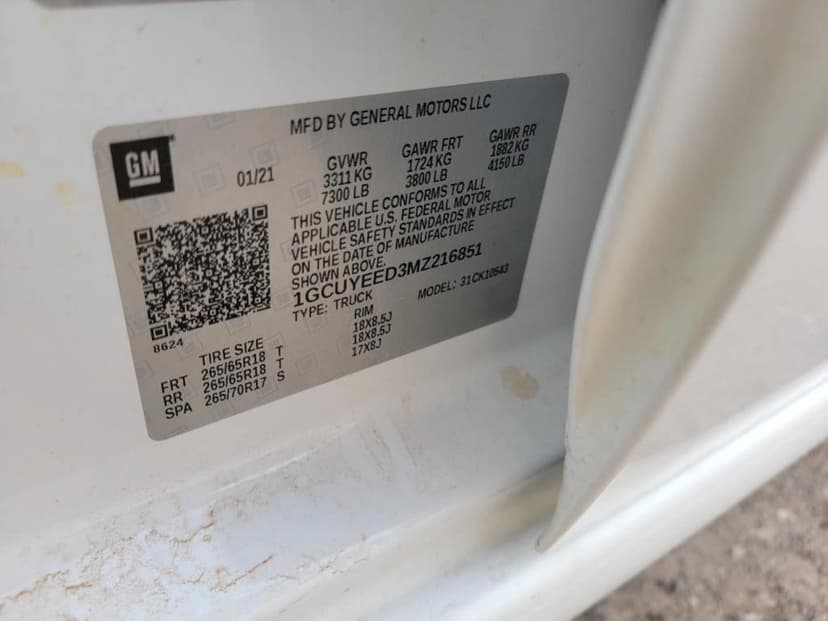 MFD BY GENERAL MOTORS LLC
GM
01/21
GVWR
3311 KG
7300 LB
GAWR FRT
1724 KG
3800 LB
GAWR RR
1882 KG
4150 LB
THIS VEHICLE CONFORMS TO ALL
APPLICABLE U.S. FEDERAL MOTOR
VEHICLE SAFETY STANDARDS IN EFFECT
ON THE DATE OF MANUFACTURE
SHOWN ABOVE.
1GCUYEED3MZ216851
TYPE: TRUCK
MODEL: 31CK10543
8624
TIRE SIZE
RIM
FRT 265/65R18 T 18X8.5J
RR 265/65R18 T 18X8.5J
SPA 265/70R17 S 17X8J